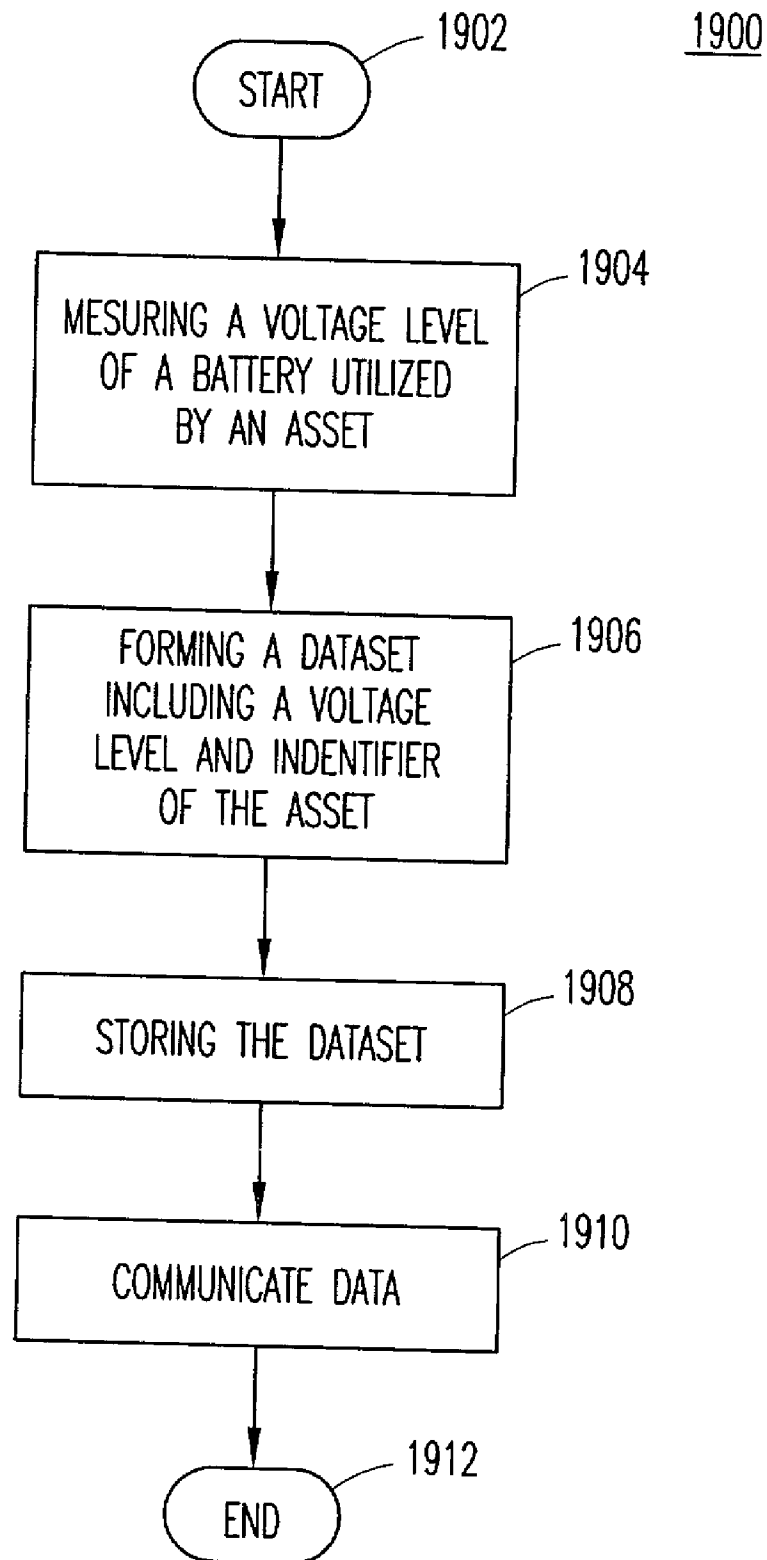 1902
1900
START
1904
MESURING A VOLTAGE LEVEL
OF A BATTERY UTILIZED
BY AN ASSET
1906
FORMING A DATASET
INCLUDING A VOLTAGE
LEVEL AND INDENTIFIER
OF THE ASSET
1908
STORING THE DATASET
1910
COMMUNICATE DATA
1912
END